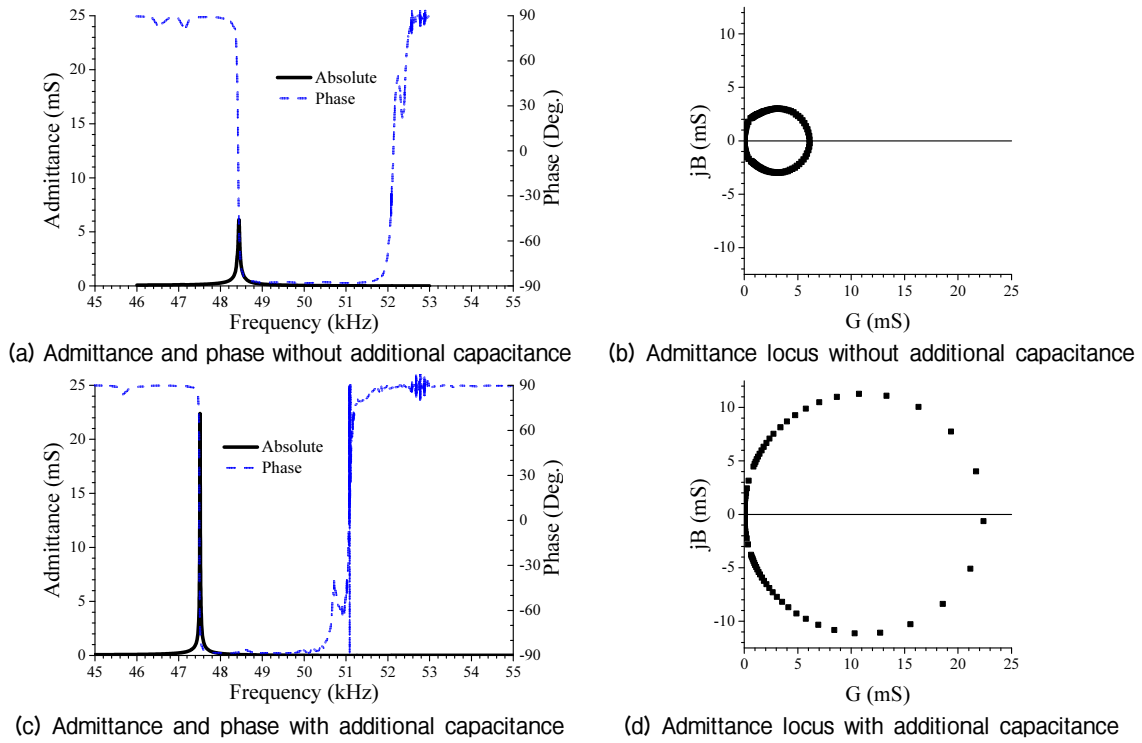 25
20
15
10
5
0
Admittance (mS)
90
60
30
0
-30
-60
-90
Phase (Deg.)
Absolute
Phase
45 46 47 48 49 50 51 52 53 54 55
Frequency (kHz)
10
5
0
-5
-10
jB (mS)
0 5 10 15 20 25
G (mS)
(a) Admittance and phase without additional capacitance
(b) Admittance locus without additional capacitance
25
20
15
10
5
0
Admittance (mS)
90
60
30
0
-30
-60
-90
Phase (Deg.)
Absolute
Phase
45 46 47 48 49 50 51 52 53 54 55
Frequency (kHz)
10
5
0
-5
-10
jB (mS)
0 5 10 15 20 25
G (mS)
(c) Admittance and phase with additional capacitance
(d) Admittance locus with additional capacitance